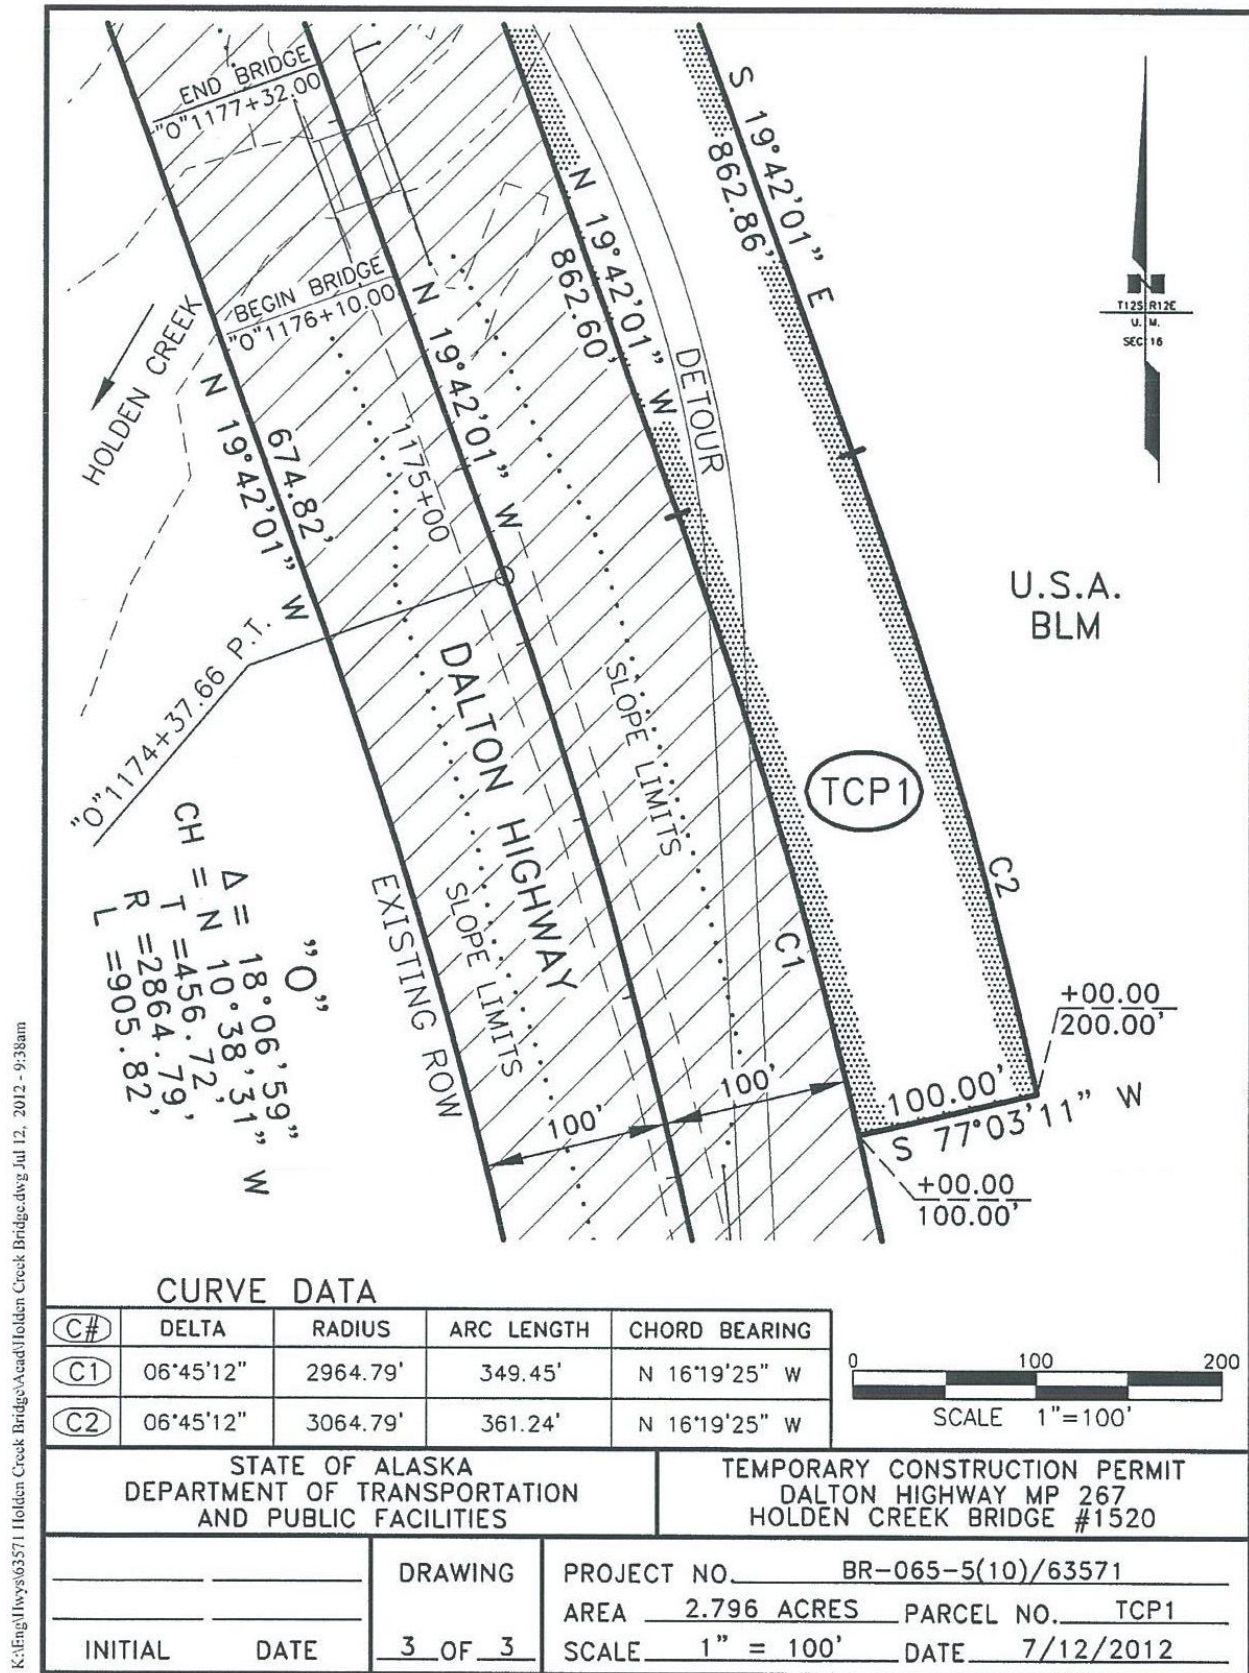 END BRIDGE
"O"1177+32.00
S 19°42'01" E
862.86'
N 19°42'01" W
862.60'
BEGIN BRIDGE
"O"1176+10.00
N 19°42'01" W
HOLDEN CREEK
N 19°42'01" W
674.82'
1175+00
DETOUR
N
T12S R12E
U. M.
SEC 16
U.S.A.
BLM
"O"1174+37.66 P.T.
DALTON HIGHWAY
SLOPE LIMITS
SLOPE LIMITS
EXISTING ROW
TCP1
C1
C2
"O"
Δ = 18°06'59"
CH = N 10°38'31" W
T =456.72'
R =2864.79'
L =905.82'
100'
100'
100.00'
S 77°03'11" W
+00.00
200.00'
+00.00
100.00'
CURVE DATA
C# DELTA RADIUS ARC LENGTH CHORD BEARING
C1 06°45'12" 2964.79' 349.45' N 16°19'25" W
C2 06°45'12" 3064.79' 361.24' N 16°19'25" W
0 100 200
SCALE 1"=100'
STATE OF ALASKA
DEPARTMENT OF TRANSPORTATION
AND PUBLIC FACILITIES
TEMPORARY CONSTRUCTION PERMIT
DALTON HIGHWAY MP 267
HOLDEN CREEK BRIDGE #1520
INITIAL DATE
DRAWING
3 OF 3
PROJECT NO. BR-065-5(10)/63571
AREA 2.796 ACRES PARCEL NO. TCP1
SCALE 1" = 100' DATE 7/12/2012
K:\Eng\Hwys\63571 Holden Creek Bridge\Acad\Holden Creek Bridge.dwg Jul 12, 2012 - 9:38am